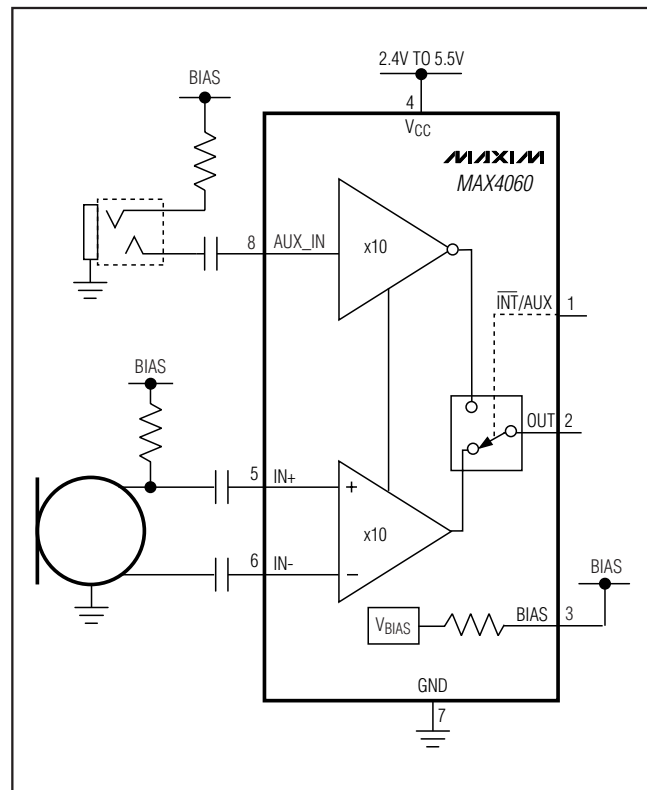 2.4V TO 5.5V
BIAS
4
VCC
MAXIM
MAX4060
x10
8
AUX_IN
INT/AUX
1
BIAS
OUT
2
5
IN+
+
x10
6
IN-
−
BIAS
VBIAS
BIAS
3
GND
7